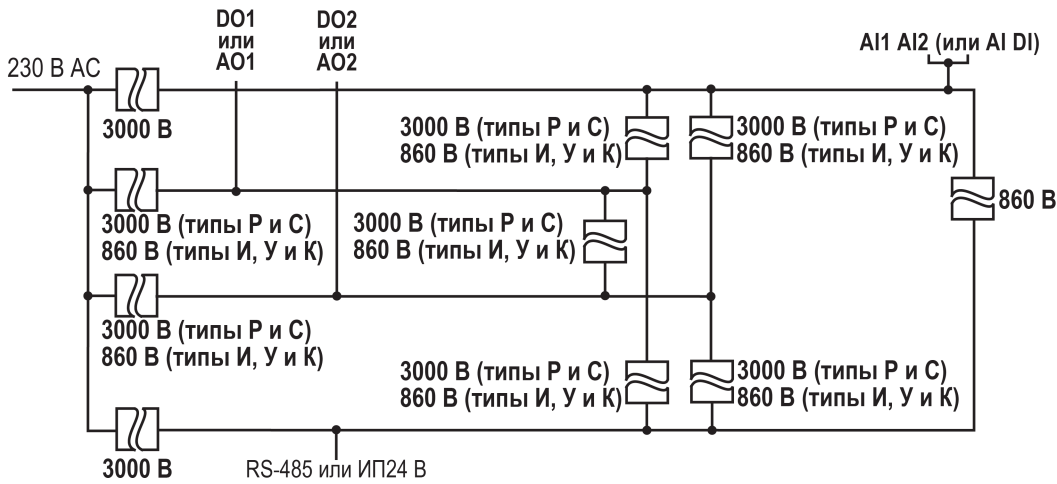 DO1
или
AO1
DO2
или
AO2
AI1 AI2 (или AI DI)
230 В AC
3000 В
3000 В (типы Р и С)
860 В (типы И, У и К)
3000 В (типы Р и С)
860 В (типы И, У и К)
860 В
3000 В (типы Р и С)
860 В (типы И, У и К)
3000 В (типы Р и С)
860 В (типы И, У и К)
3000 В (типы Р и С)
860 В (типы И, У и К)
3000 В (типы Р и С)
860 В (типы И, У и К)
3000 В (типы Р и С)
860 В (типы И, У и К)
3000 В
RS-485 или ИП24 В